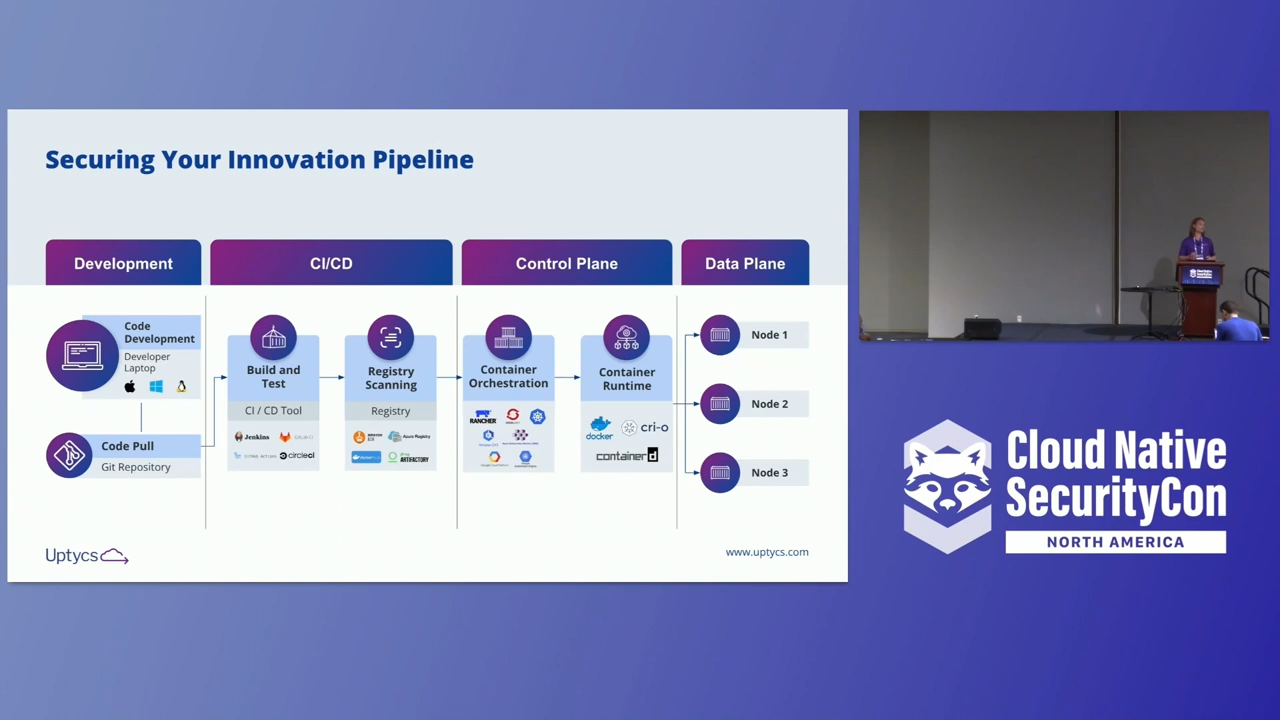 Securing Your Innovation Pipeline
Development
CI/CD
Control Plane
Data Plane
Code
Development
Developer
Laptop
Code Pull
Git Repository
Build and
Test
CI / CD Tool
Jenkins
circleci
Registry
Scanning
Registry
Azure Registry
ARTIFACTORY
Container
Orchestration
RANCHER
Container
Runtime
docker
cri-o
containerd
Node 1
Node 2
Node 3
Uptycs
www.uptycs.com
Cloud Native
SecurityCon
NORTH AMERICA